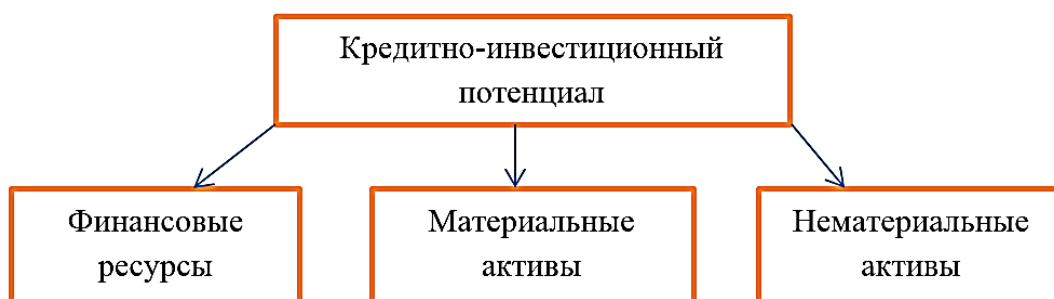 Кредитно-инвестиционный
потенциал
Финансовые
ресурсы
Материальные
активы
Нематериальные
активы